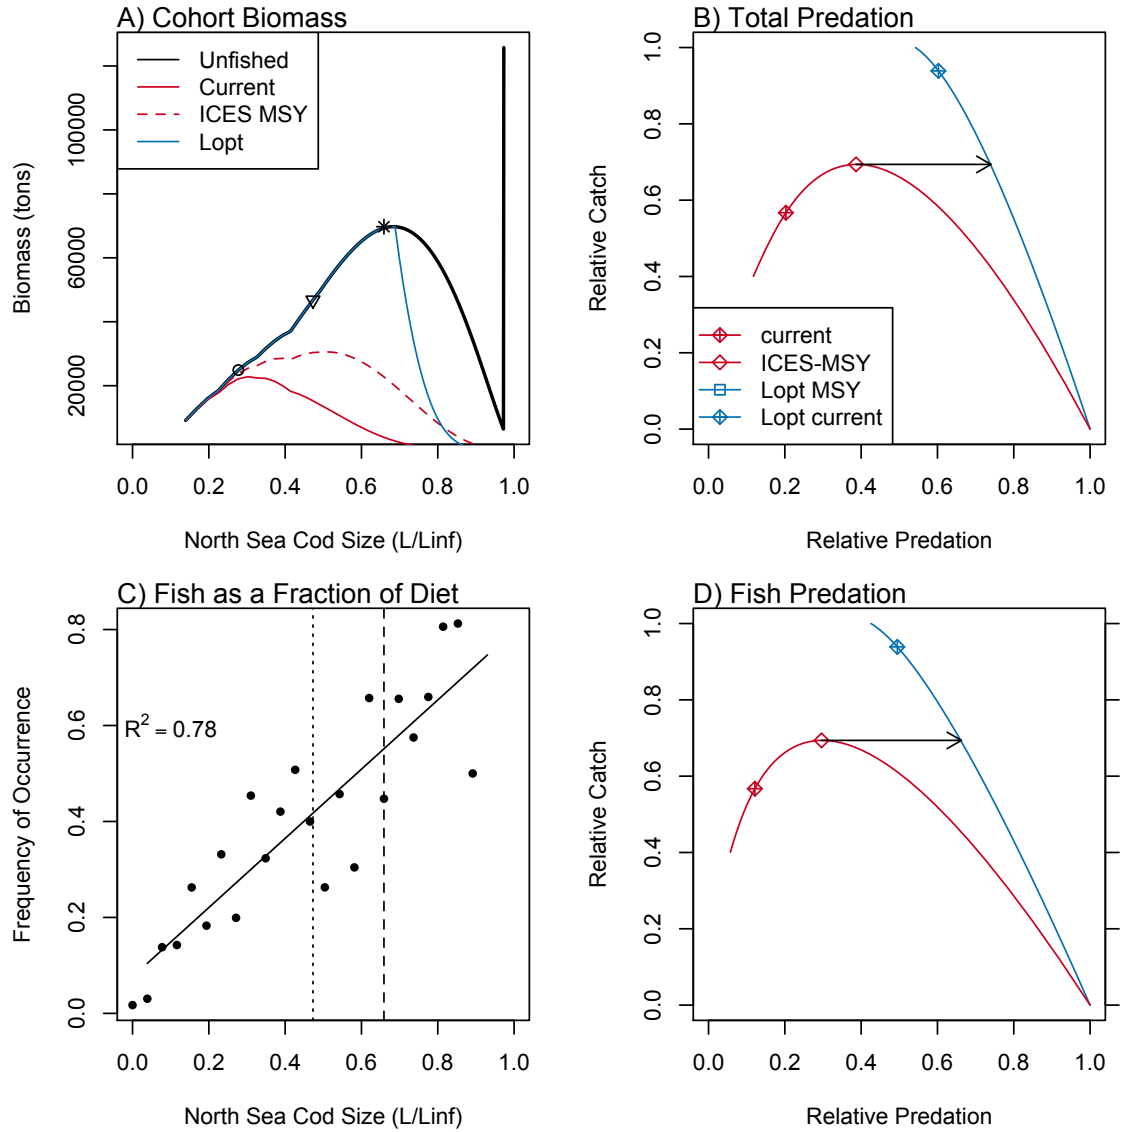 A) Cohort Biomass
Unfished
Current
ICES MSY
Lopt
Biomass (tons)
20000
60000
100000
0.0 0.2 0.4 0.6 0.8 1.0
North Sea Cod Size (L/Linf)
B) Total Predation
Relative Catch
0.0 0.2 0.4 0.6 0.8 1.0
current
ICES-MSY
Lopt MSY
Lopt current
0.0 0.2 0.4 0.6 0.8 1.0
Relative Predation
C) Fish as a Fraction of Diet
Frequency of Occurrence
0.0 0.2 0.4 0.6 0.8
R² = 0.78
0.0 0.2 0.4 0.6 0.8 1.0
North Sea Cod Size (L/Linf)
D) Fish Predation
Relative Catch
0.0 0.2 0.4 0.6 0.8 1.0
0.0 0.2 0.4 0.6 0.8 1.0
Relative Predation